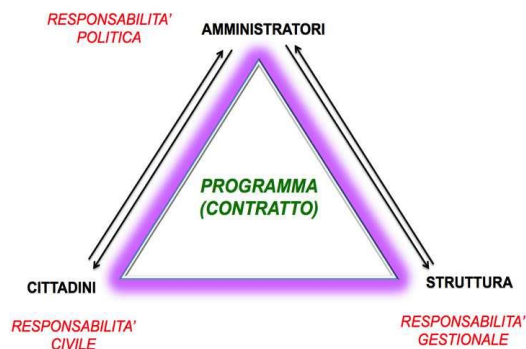 RESPONSABILITA'
POLITICA
AMMINISTRATORI
PROGRAMMA
(CONTRATTO)
CITTADINI
STRUTTURA
RESPONSABILITA'
CIVILE
RESPONSABILITA'
GESTIONALE